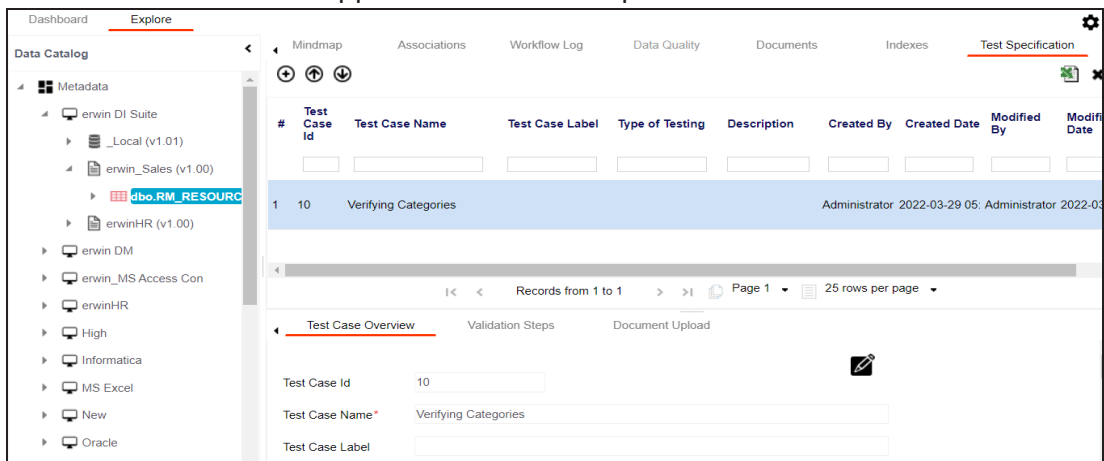 Dashboard Explore
Data Catalog
Metadata
erwin DI Suite
_Local (v1.01)
erwin_Sales (v1.00)
dbo.RM_RESOURC
erwinHR (v1.00)
erwin DM
erwin_MS Access Con
erwinHR
High
Informatica
MS Excel
New
Oracle
Mindmap Associations Workflow Log Data Quality Documents Indexes Test Specification
# Test Case Id Test Case Name Test Case Label Type of Testing Description Created By Created Date Modified By Modifi Date
1 10 Verifying Categories Administrator 2022-03-29 05: Administrator 2022-03
Records from 1 to 1 Page 1 25 rows per page
Test Case Overview Validation Steps Document Upload
Test Case Id 10
Test Case Name* Verifying Categories
Test Case Label